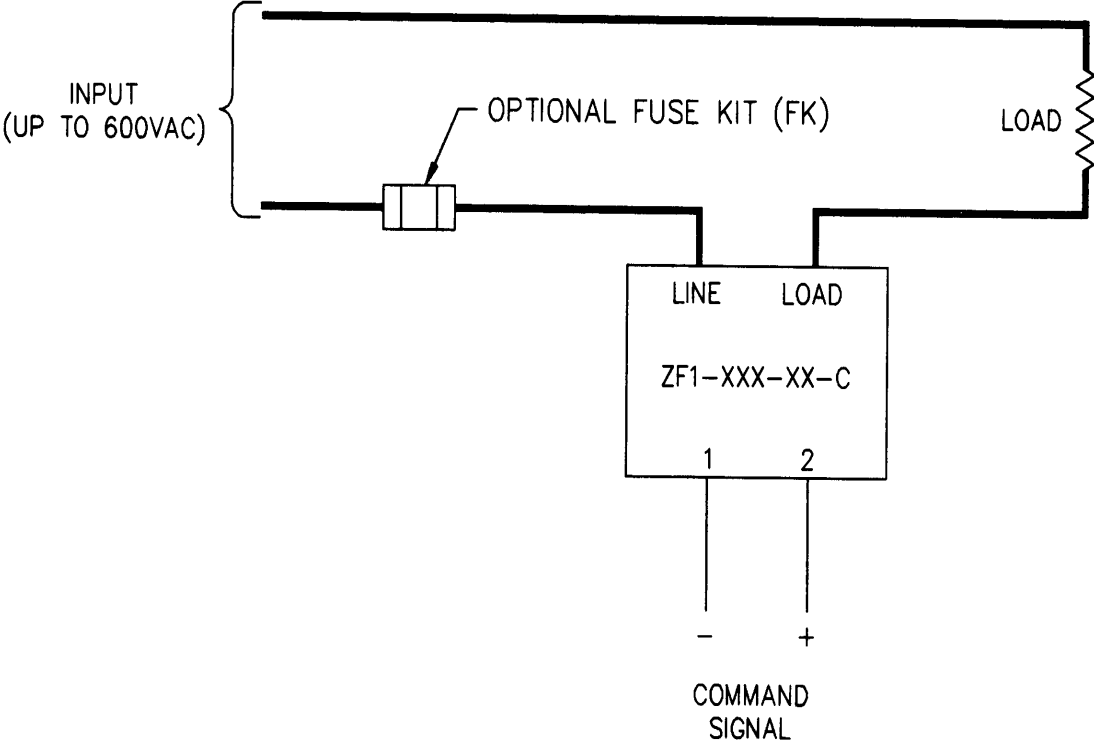 INPUT
(UP TO 600VAC)
OPTIONAL FUSE KIT (FK)
LOAD
LINE LOAD
ZF1-XXX-XX-C
1 2
- +
COMMAND
SIGNAL